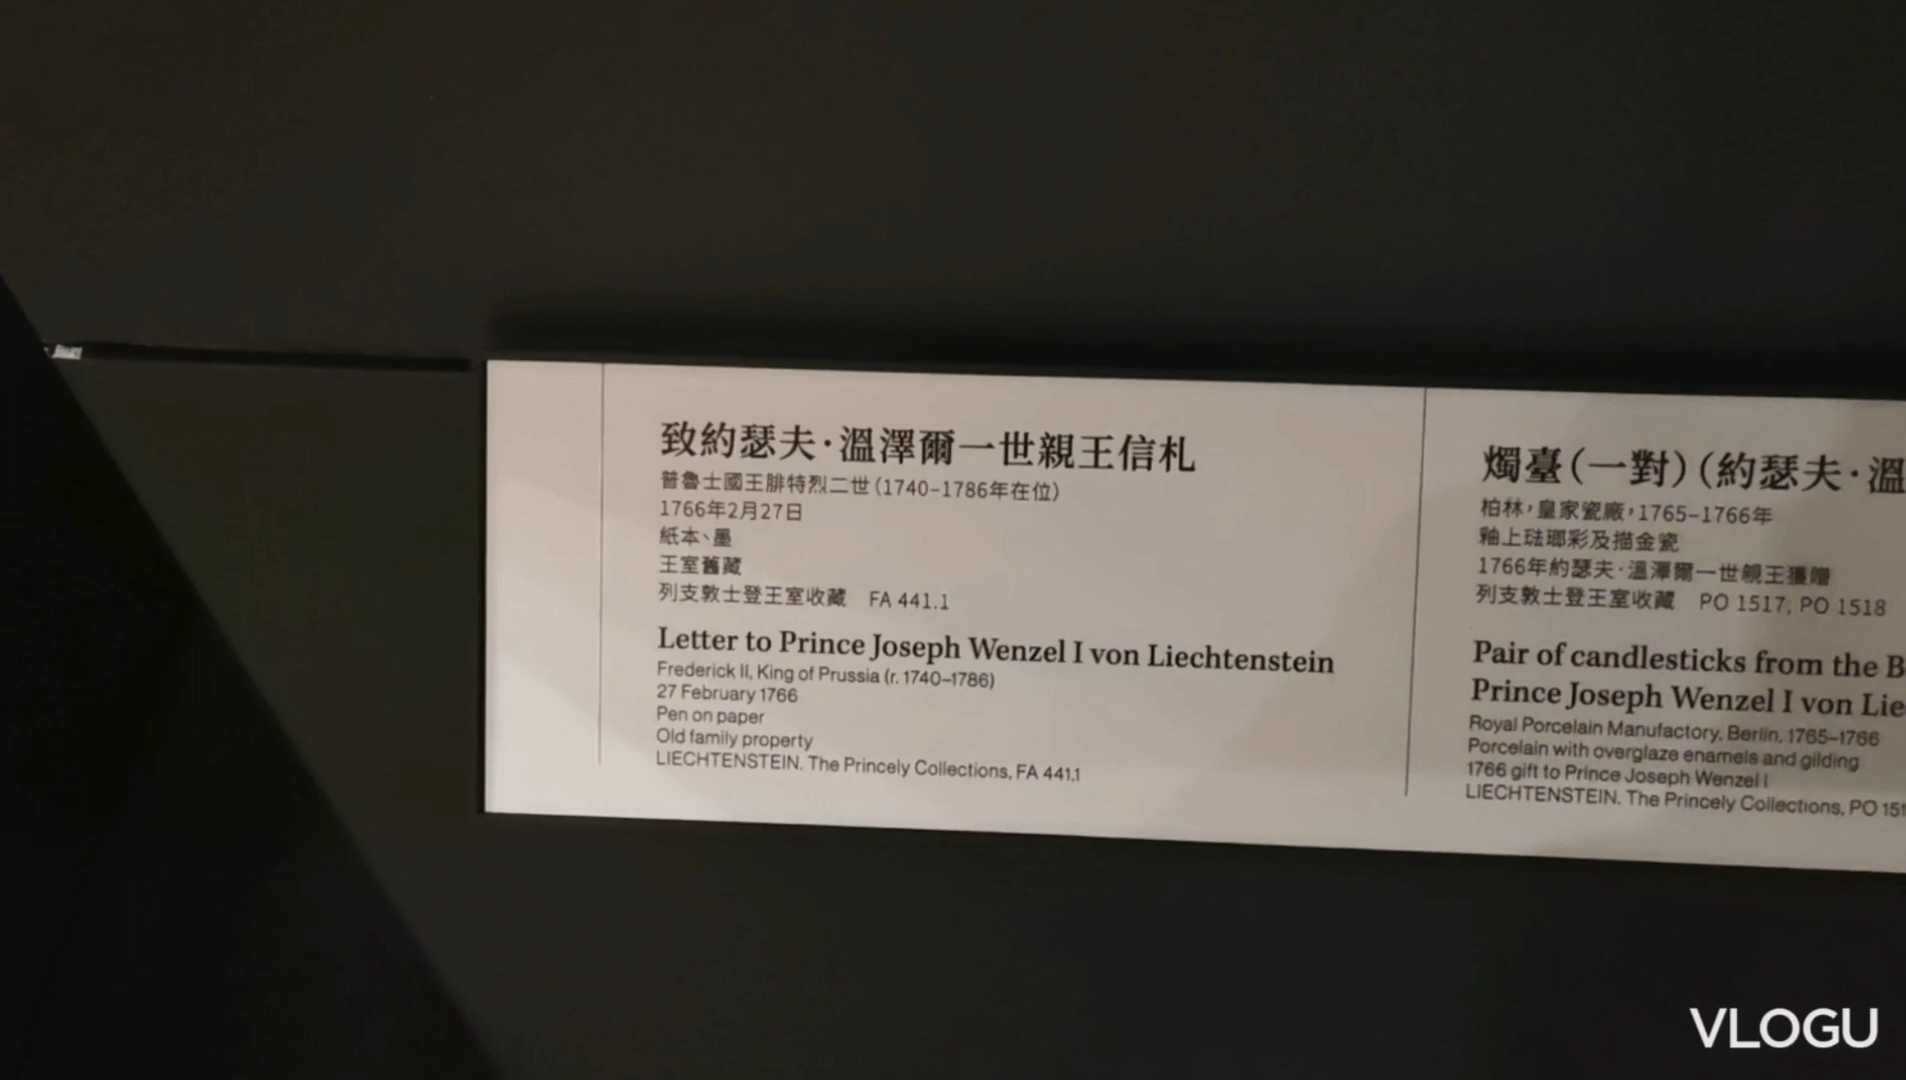 致約瑟夫·溫澤爾一世親王信札
普魯士國王腓特烈二世(1740–1786年在位)
1766年2月27日
紙本、墨
王室舊藏
列支敦士登王室收藏 FA 441.1
Letter to Prince Joseph Wenzel I von Liechtenstein
Frederick II, King of Prussia (r. 1740–1786)
27 February 1766
Pen on paper
Old family property
LIECHTENSTEIN. The Princely Collections, FA 441.1
燭臺(一對)(約瑟夫·溫
柏林,皇家瓷廠,1765–1766年
釉上琺瑯彩及描金瓷
1766年約瑟夫·溫澤爾一世親王獲贈
列支敦士登王室收藏 PO 1517, PO 1518
Pair of candlesticks from the
Prince Joseph Wenzel I von
Royal Porcelain Manufactory, Berlin, 1765–1766
Porcelain with overglaze enamels and gilding
1766 gift to Prince Joseph Wenzel I
LIECHTENSTEIN. The Princely Collections, PO
VLOGU